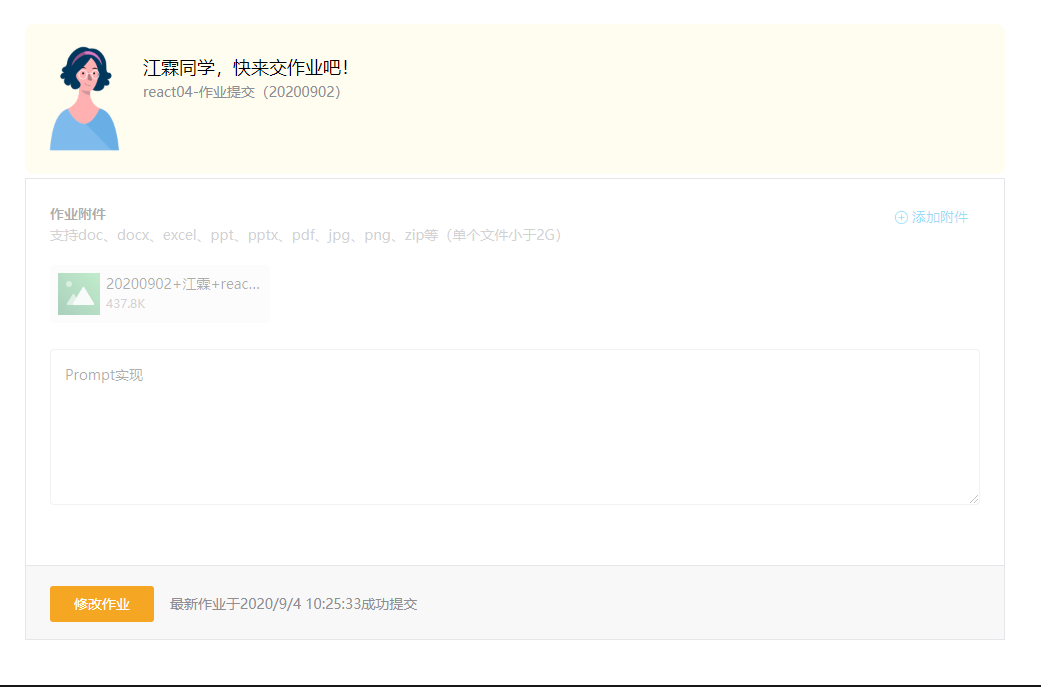 江霖同学，快来交作业吧！
react04-作业提交（20200902）
作业附件
添加附件
支持doc、docx、excel、ppt、pptx、pdf、jpg、png、zip等（单个文件小于2G）
20200902+江霖+reac...
437.8K
Prompt实现
修改作业
最新作业于2020/9/4 10:25:33成功提交